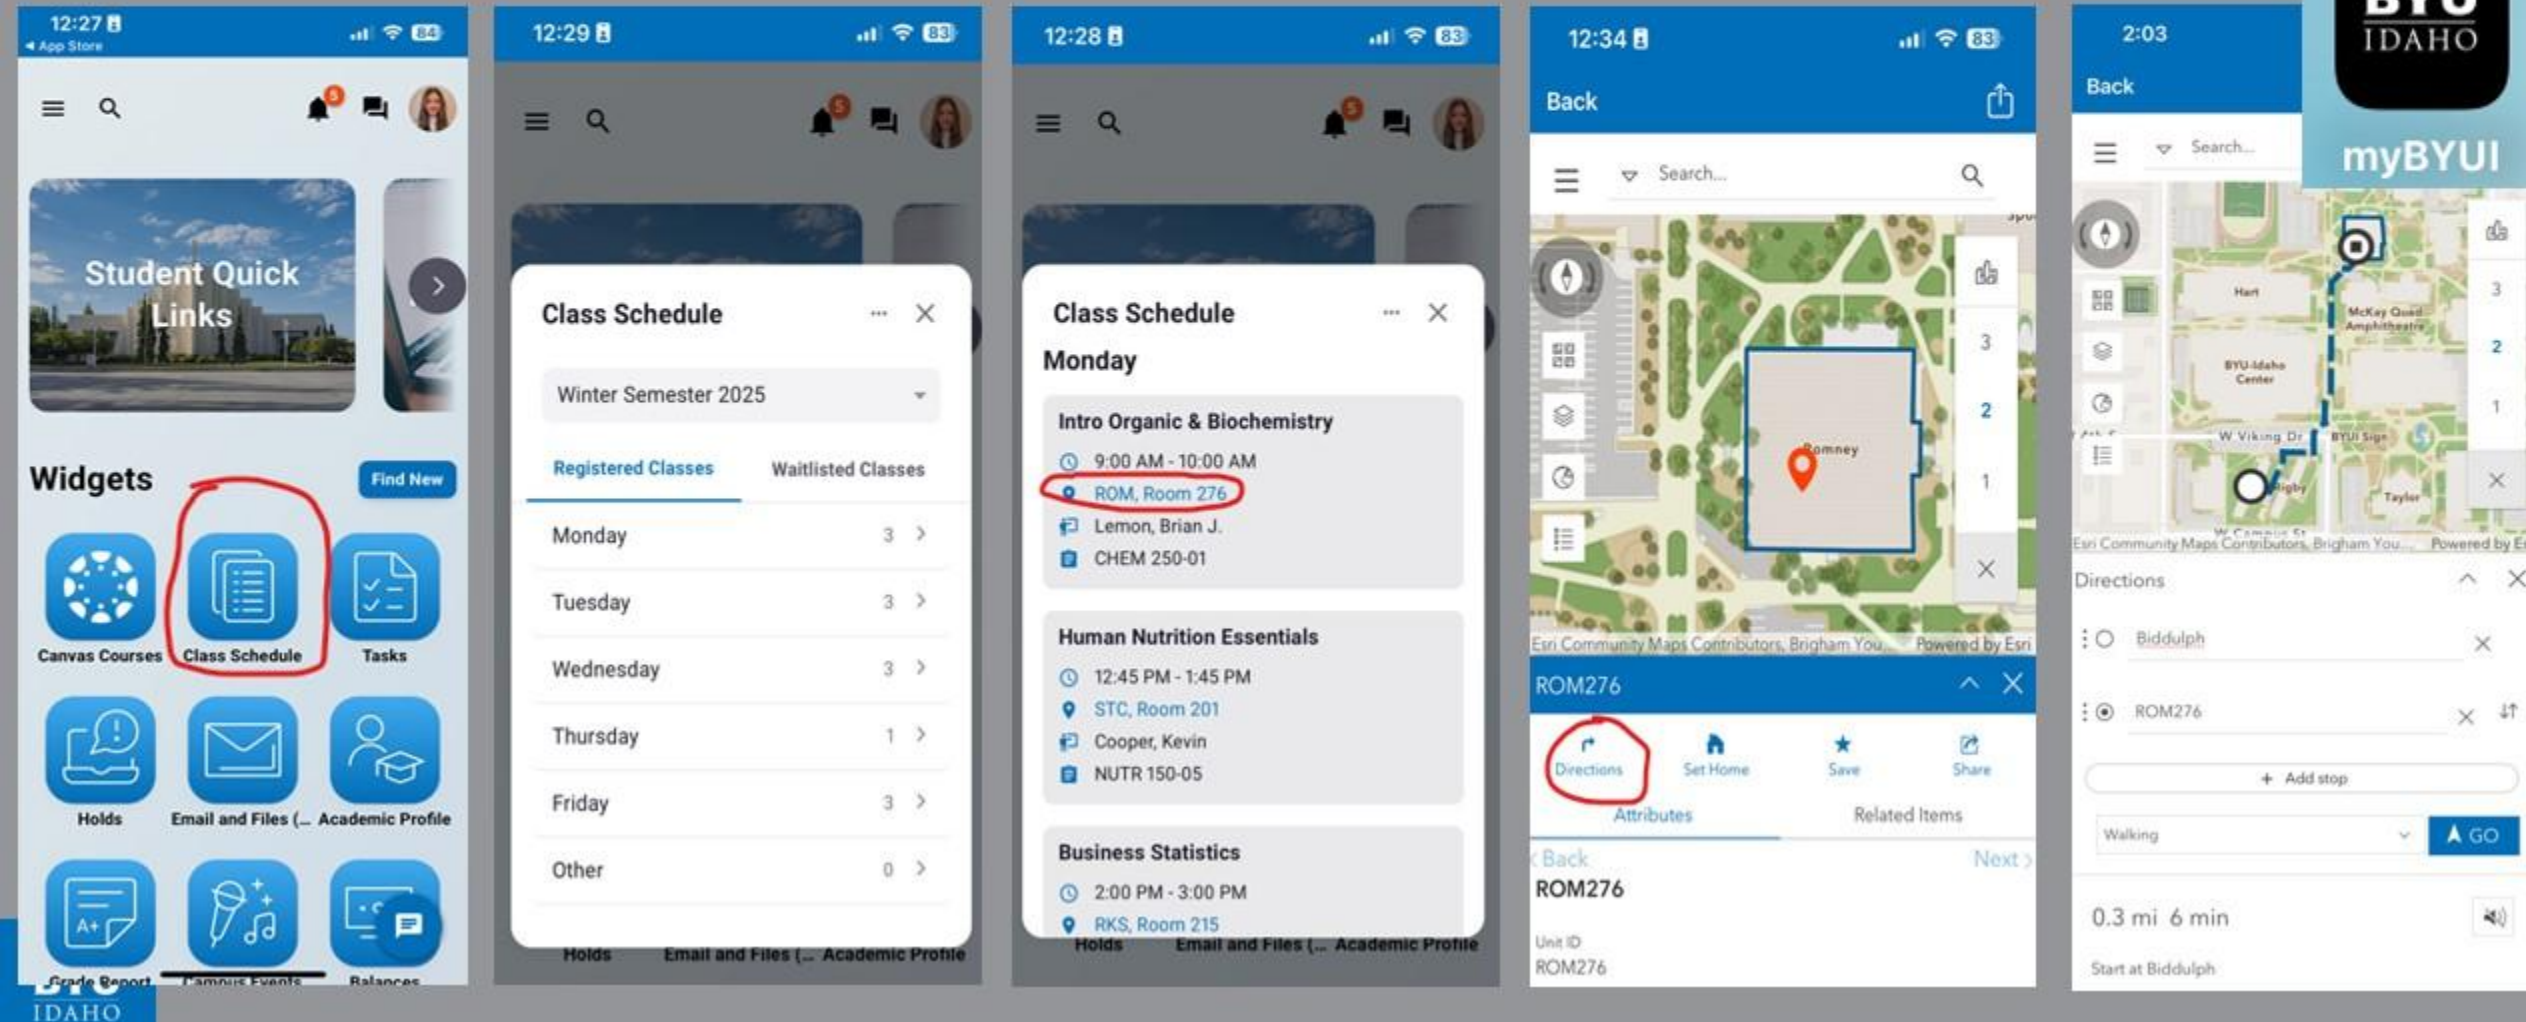 12:27
84
App Store
5
Student Quick
Links
Widgets
Find New
Canvas Courses
Class Schedule
Tasks
Holds
Email and Files (...
Academic Profile
A+
Grade Report
Campus Events
Balances
BYU
IDAHO
12:29
83
5
Class Schedule
Winter Semester 2025
Registered Classes
Waitlisted Classes
Monday 3
Tuesday 3
Wednesday 3
Thursday 1
Friday 3
Other 0
Holds
Email and Files (...
Academic Profile
12:28
83
5
Class Schedule
Monday
Intro Organic & Biochemistry
9:00 AM - 10:00 AM
ROM, Room 276
Lemon, Brian J.
CHEM 250-01
Human Nutrition Essentials
12:45 PM - 1:45 PM
STC, Room 201
Cooper, Kevin
NUTR 150-05
Business Statistics
2:00 PM - 3:00 PM
RKS, Room 215
Holds
Email and Files (...
Academic Profile
12:34
83
Back
Search...
3
2
1
Romney
Esri Community Maps Contributors, Brigham You...
Powered by Esri
ROM276
Directions
Set Home
Save
Share
Attributes
Related Items
Back
Next
ROM276
Unit ID
ROM276
2:03
BYU
IDAHO
myBYUI
Back
Search...
Hart
McKay Quad
Amphitheatre
3
2
1
BYU-Idaho
Center
W Viking Dr
BYUI Sign
Rigby
Taylor
W Campus St
Esri Community Maps Contributors, Brigham You...
Powered by Es
Directions
Biddulph
ROM276
+ Add stop
Walking
GO
0.3 mi 6 min
Start at Biddulph